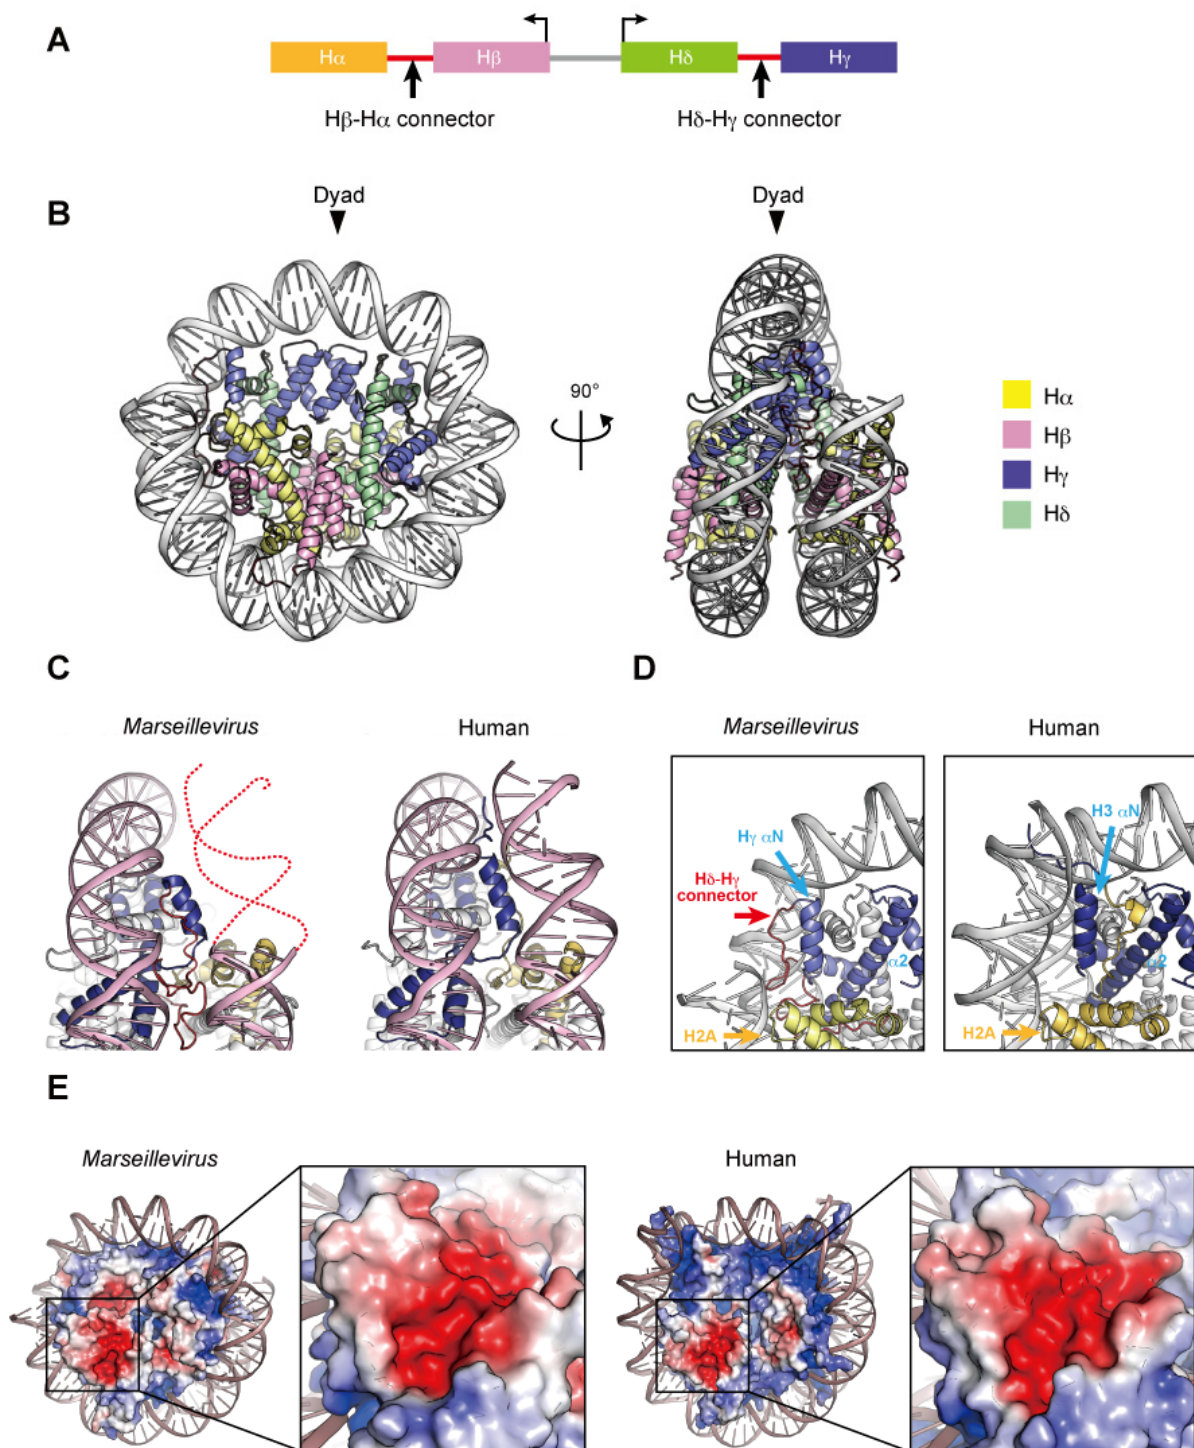 A
Hα
Hβ
Hδ
Hγ
Hβ-Hα connector
Hδ-Hγ connector
B
Dyad
Dyad
90°
Hα
Hβ
Hγ
Hδ
C
D
Marseillevirus
Human
Marseillevirus
Human
Hγ αN
Hδ-Hγ
connector
α2
H2A
H3 αN
α2
H2A
E
Marseillevirus
Human